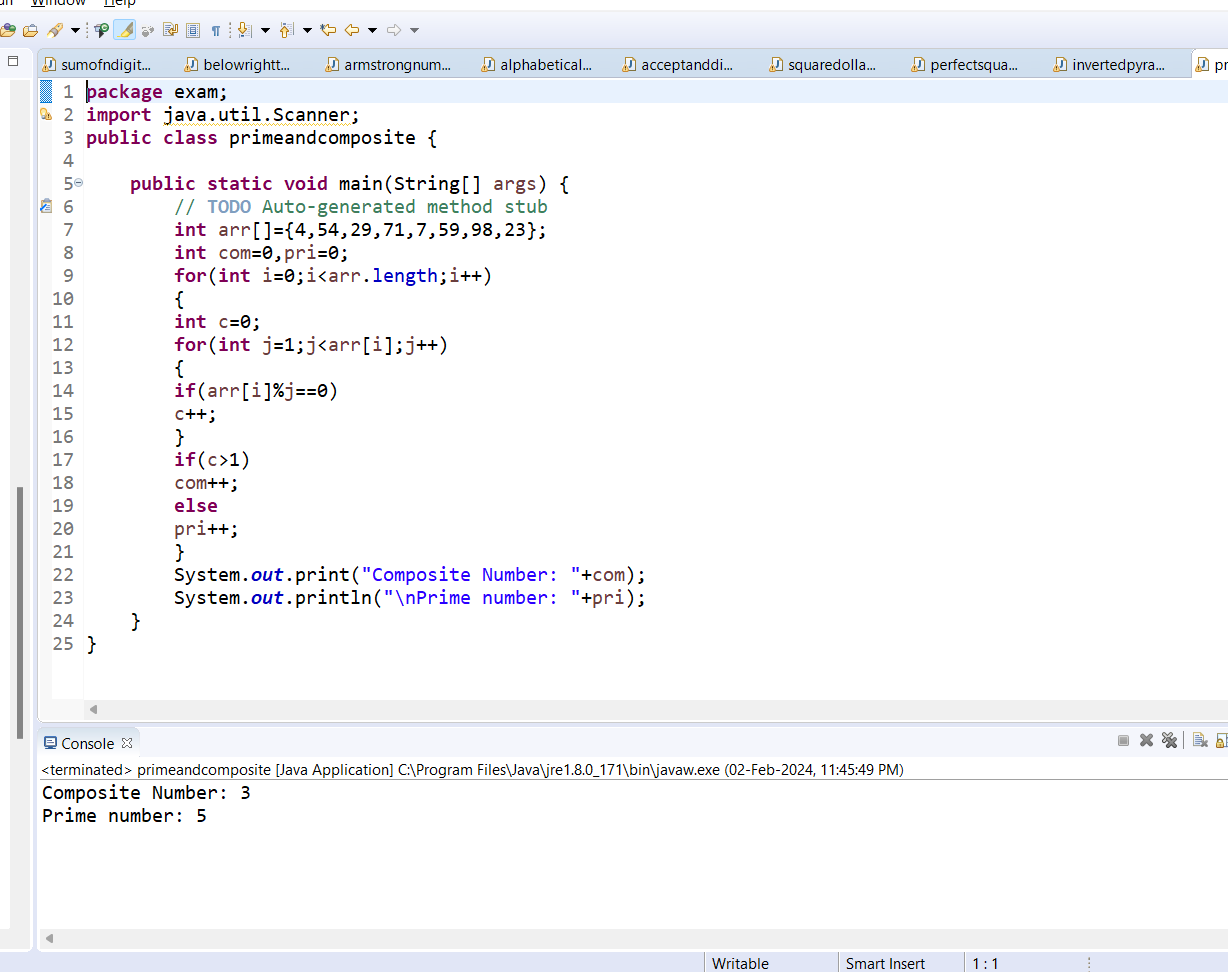 Window Help
sumofndigit... belowrightt... armstrongnum... alphabetical... acceptanddi... squaredolla... perfectsqua... invertedpyra... pr
1 package exam;
2 import java.util.Scanner;
3 public class primeandcomposite {
4
5 public static void main(String[] args) {
6 // TODO Auto-generated method stub
7 int arr[]={4,54,29,71,7,59,98,23};
8 int com=0,pri=0;
9 for(int i=0;i<arr.length;i++)
10 {
11 int c=0;
12 for(int j=1;j<arr[i];j++)
13 {
14 if(arr[i]%j==0)
15 c++;
16 }
17 if(c>1)
18 com++;
19 else
20 pri++;
21 }
22 System.out.print("Composite Number: "+com);
23 System.out.println("\nPrime number: "+pri);
24 }
25 }
Console
<terminated> primeandcomposite [Java Application] C:\Program Files\Java\jre1.8.0_171\bin\javaw.exe (02-Feb-2024, 11:45:49 PM)
Composite Number: 3
Prime number: 5
Writable Smart Insert 1 : 1